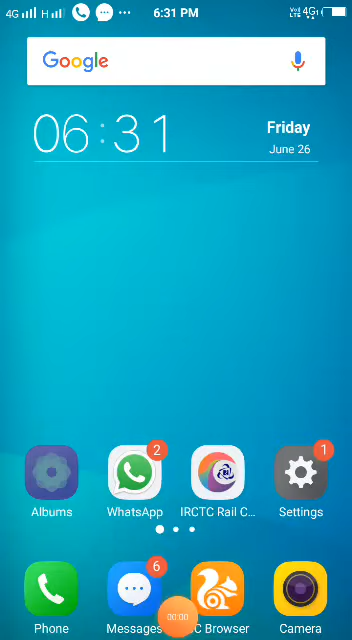 4G H 6:31 PM VoLTE 4G
Google
06:31
Friday
June 26
2 1
Albums WhatsApp IRCTC Rail C... Settings
6
00:00
Phone Messages C Browser Camera